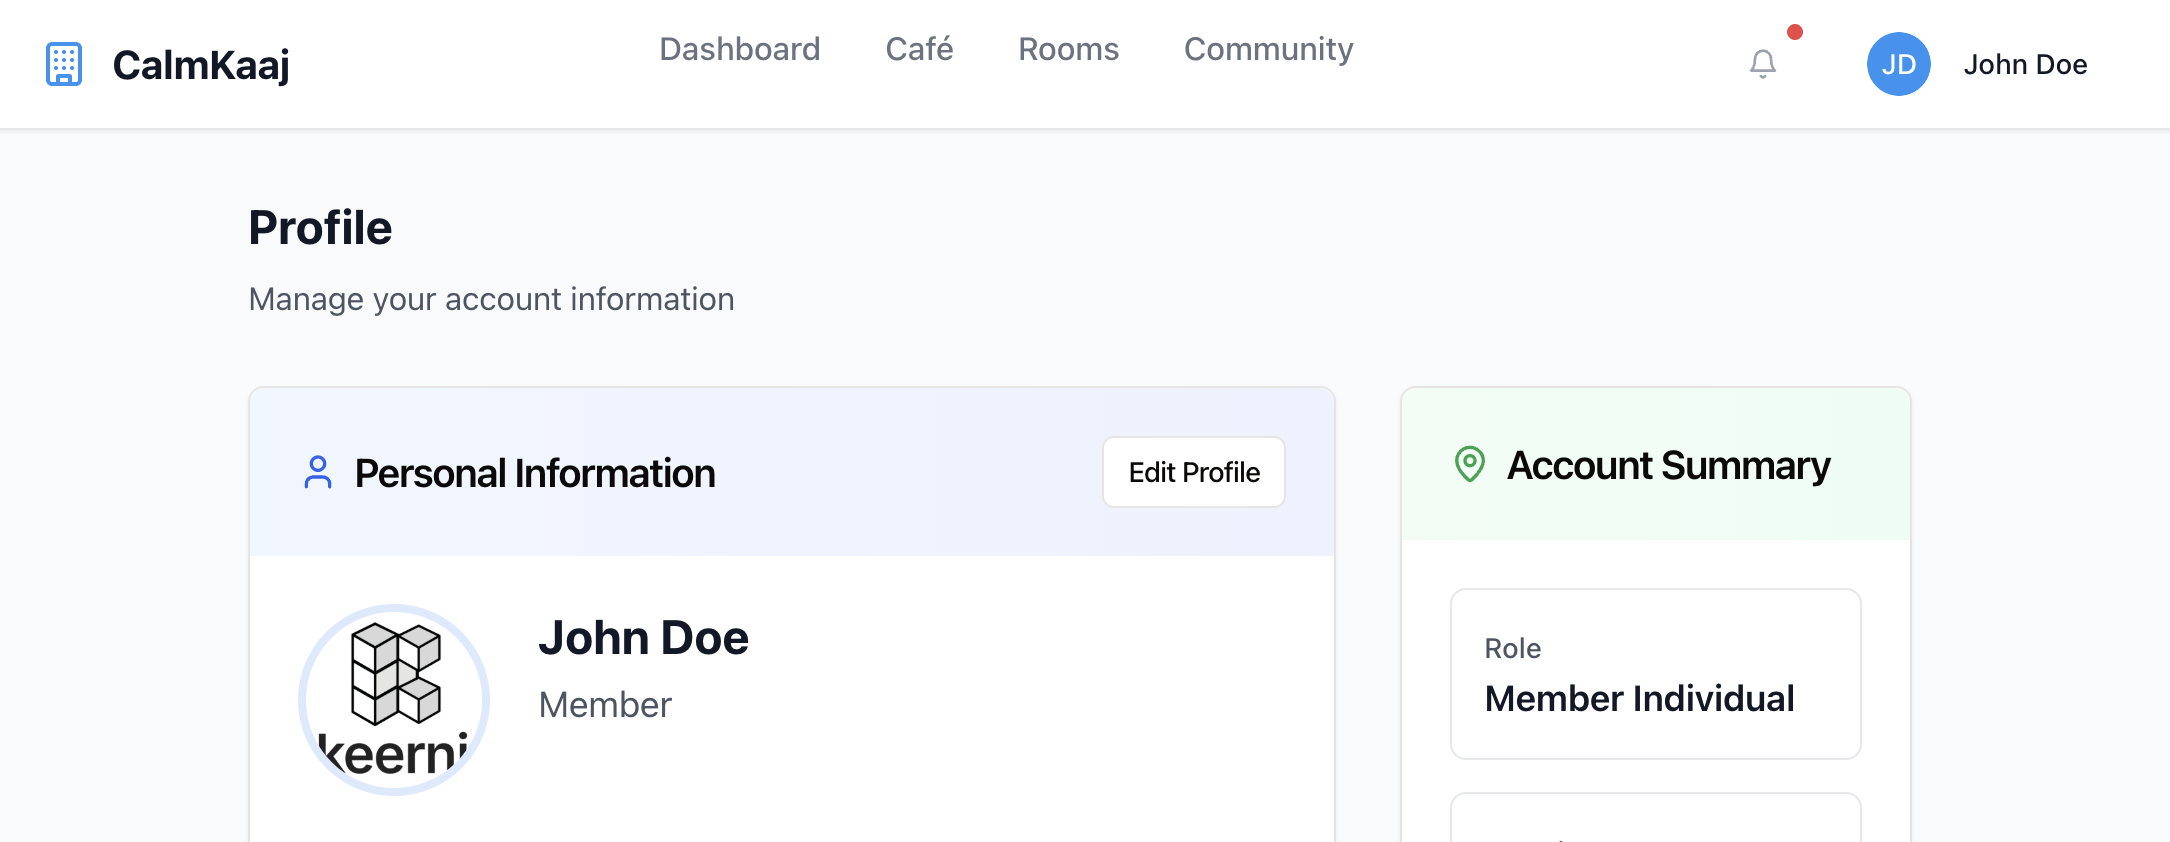 CalmKaaj
Dashboard Café Rooms Community
JD John Doe
Profile
Manage your account information
Personal Information
Edit Profile
John Doe
Member
keerni
Account Summary
Role
Member Individual